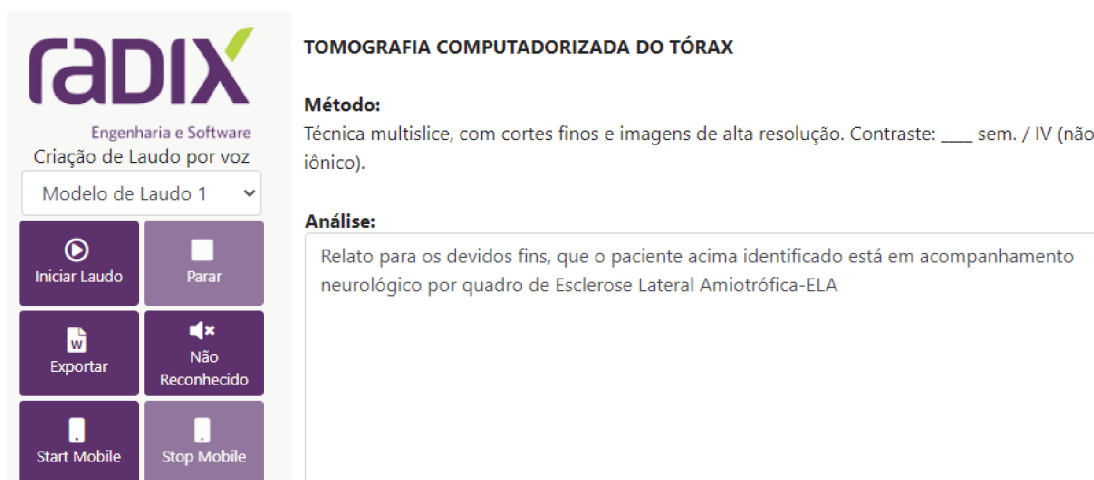 radix
Engenharia e Software
Criação de Laudo por voz
Modelo de Laudo 1
Iniciar Laudo
Parar
W
Exportar
Não
Reconhecido
Start Mobile
Stop Mobile
TOMOGRAFIA COMPUTADORIZADA DO TÓRAX
Método:
Técnica multislice, com cortes finos e imagens de alta resolução. Contraste: ___ sem. / IV (não
iônico).
Análise:
Relato para os devidos fins, que o paciente acima identificado está em acompanhamento
neurológico por quadro de Esclerose Lateral Amiotrófica-ELA